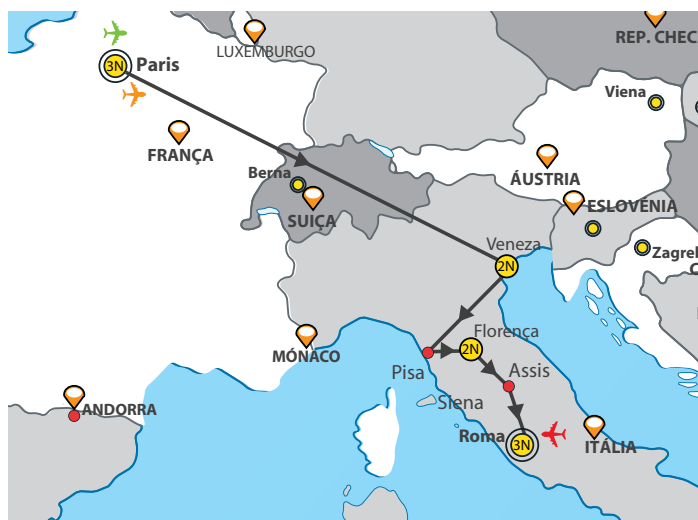 LUXEMBURGO
REP. CHEC
3N
Paris
Viena
FRANÇA
Berna
ÁUSTRIA
SUIÇA
ESLOVÉNIA
Veneza
Zagreb
C
2N
Florença
MÓNACO
2N
Pisa
Assis
Siena
ANDORRA
Roma
3N
ITÁLIA